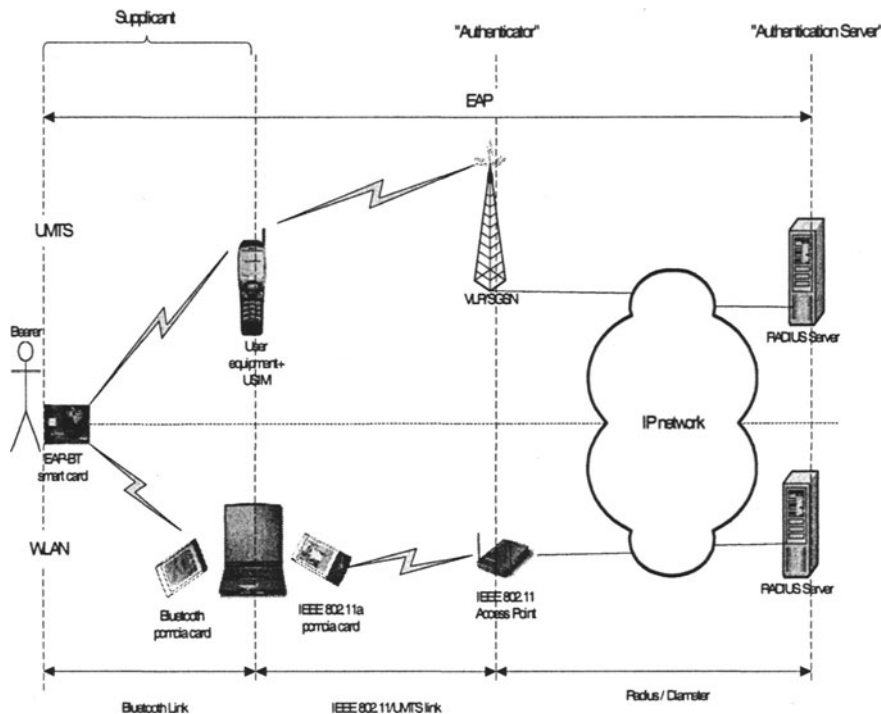 Supplicant
"Authenticator"
"Authentication Server"
EAP
UMTS
VLR/SGSN
Bearer
User
equipment+
USIM
RADIUS Server
IP network
EAP-BT
smart card
WLAN
Bluetooth
pcmcia card
IEEE 802.11a
pcmcia card
IEEE 802.11
Access Point
RADIUS Server
Bluetooth Link
IEEE 802.11/UMTS link
Radius / Diameter